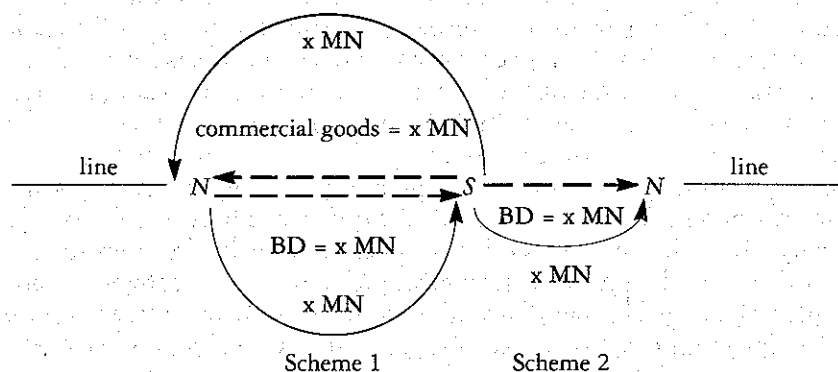 x MN
commercial goods = x MN
line N S N line
BD = x MN
BD = x MN
x MN
x MN
Scheme 1 Scheme 2